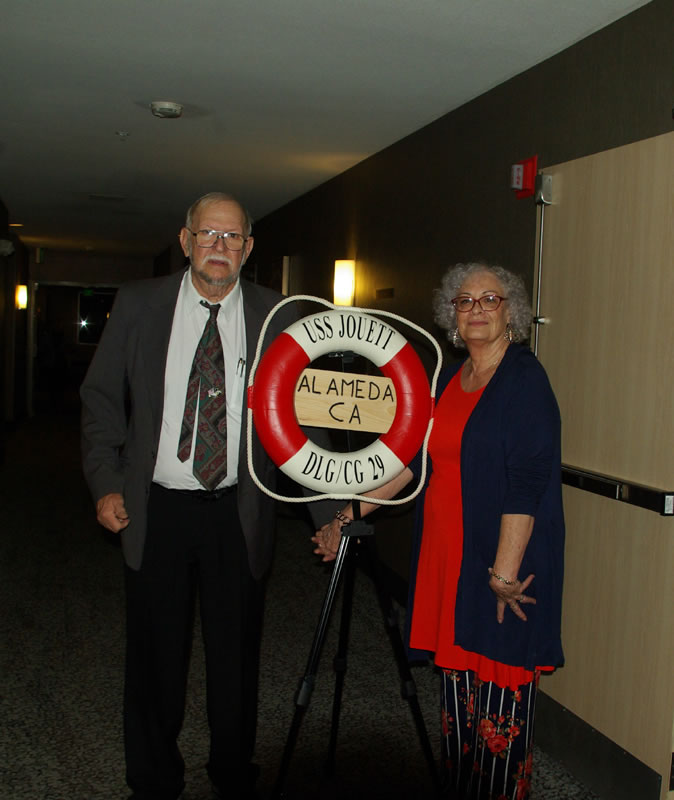 USS JOUETT
ALAMEDA
CA
DLG/CG 29